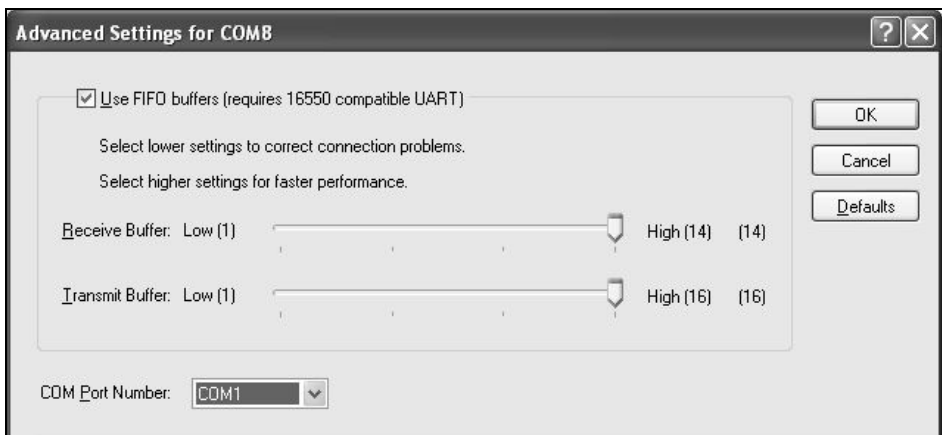 Advanced Settings for COM8
Use FIFO buffers (requires 16550 compatible UART)
OK
Select lower settings to correct connection problems.
Cancel
Select higher settings for faster performance.
Defaults
Receive Buffer: Low (1) High (14) (14)
Transmit Buffer: Low (1) High (16) (16)
COM Port Number: COM1